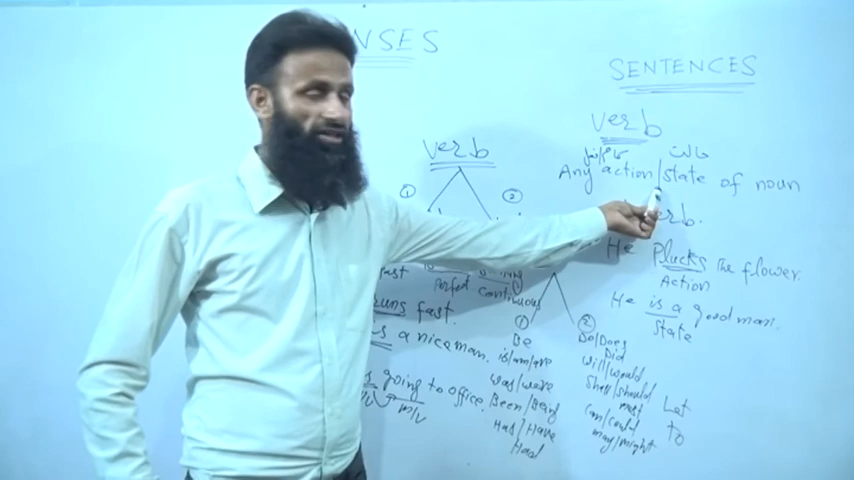 NSES
verb
①
②
Perfect
Continuous
runs fast.
is a nice man.
going to office.
M/V
①
Be
is/am/are
was/were
Been/Being
Has/Have
Had
②
Do/Does
Did
will/would
Shall/should
must
can/could
may/might
Let
To
SENTENCES
verb
حالت
Any action/state of noun
erb.
He Plucks The flower.
Action
He is a good man.
State